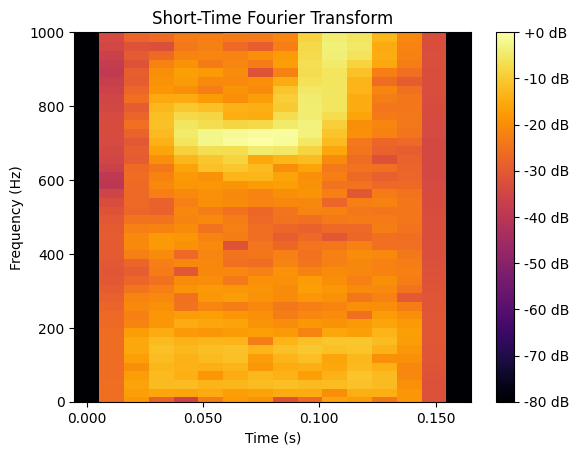 Short-Time Fourier Transform
1000
800
600
400
200
0
Frequency (Hz)
0.000
0.050
0.100
0.150
Time (s)
+0 dB
-10 dB
-20 dB
-30 dB
-40 dB
-50 dB
-60 dB
-70 dB
-80 dB